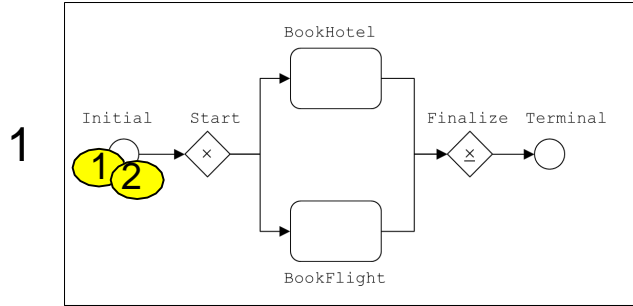 BookHotel
Initial
Start
Finalize
Terminal
1
1
2
×
×
BookFlight